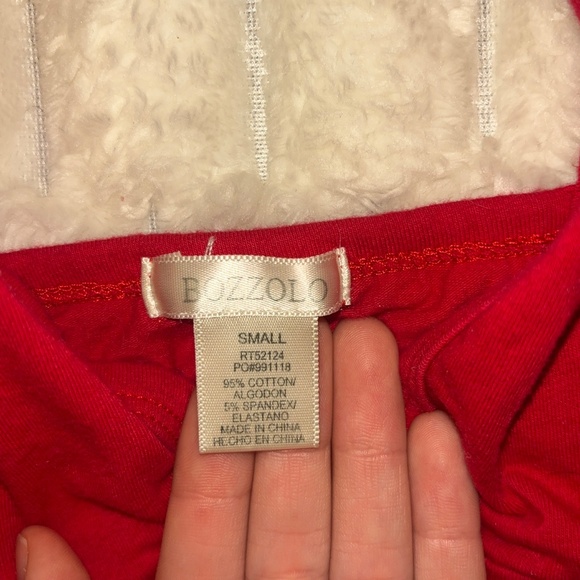 BOZZOLO
SMALL
RT52124
PO#991118
95% COTTON/
ALGODON
5% SPANDEX/
ELASTANO
MADE IN CHINA
HECHO EN CHINA